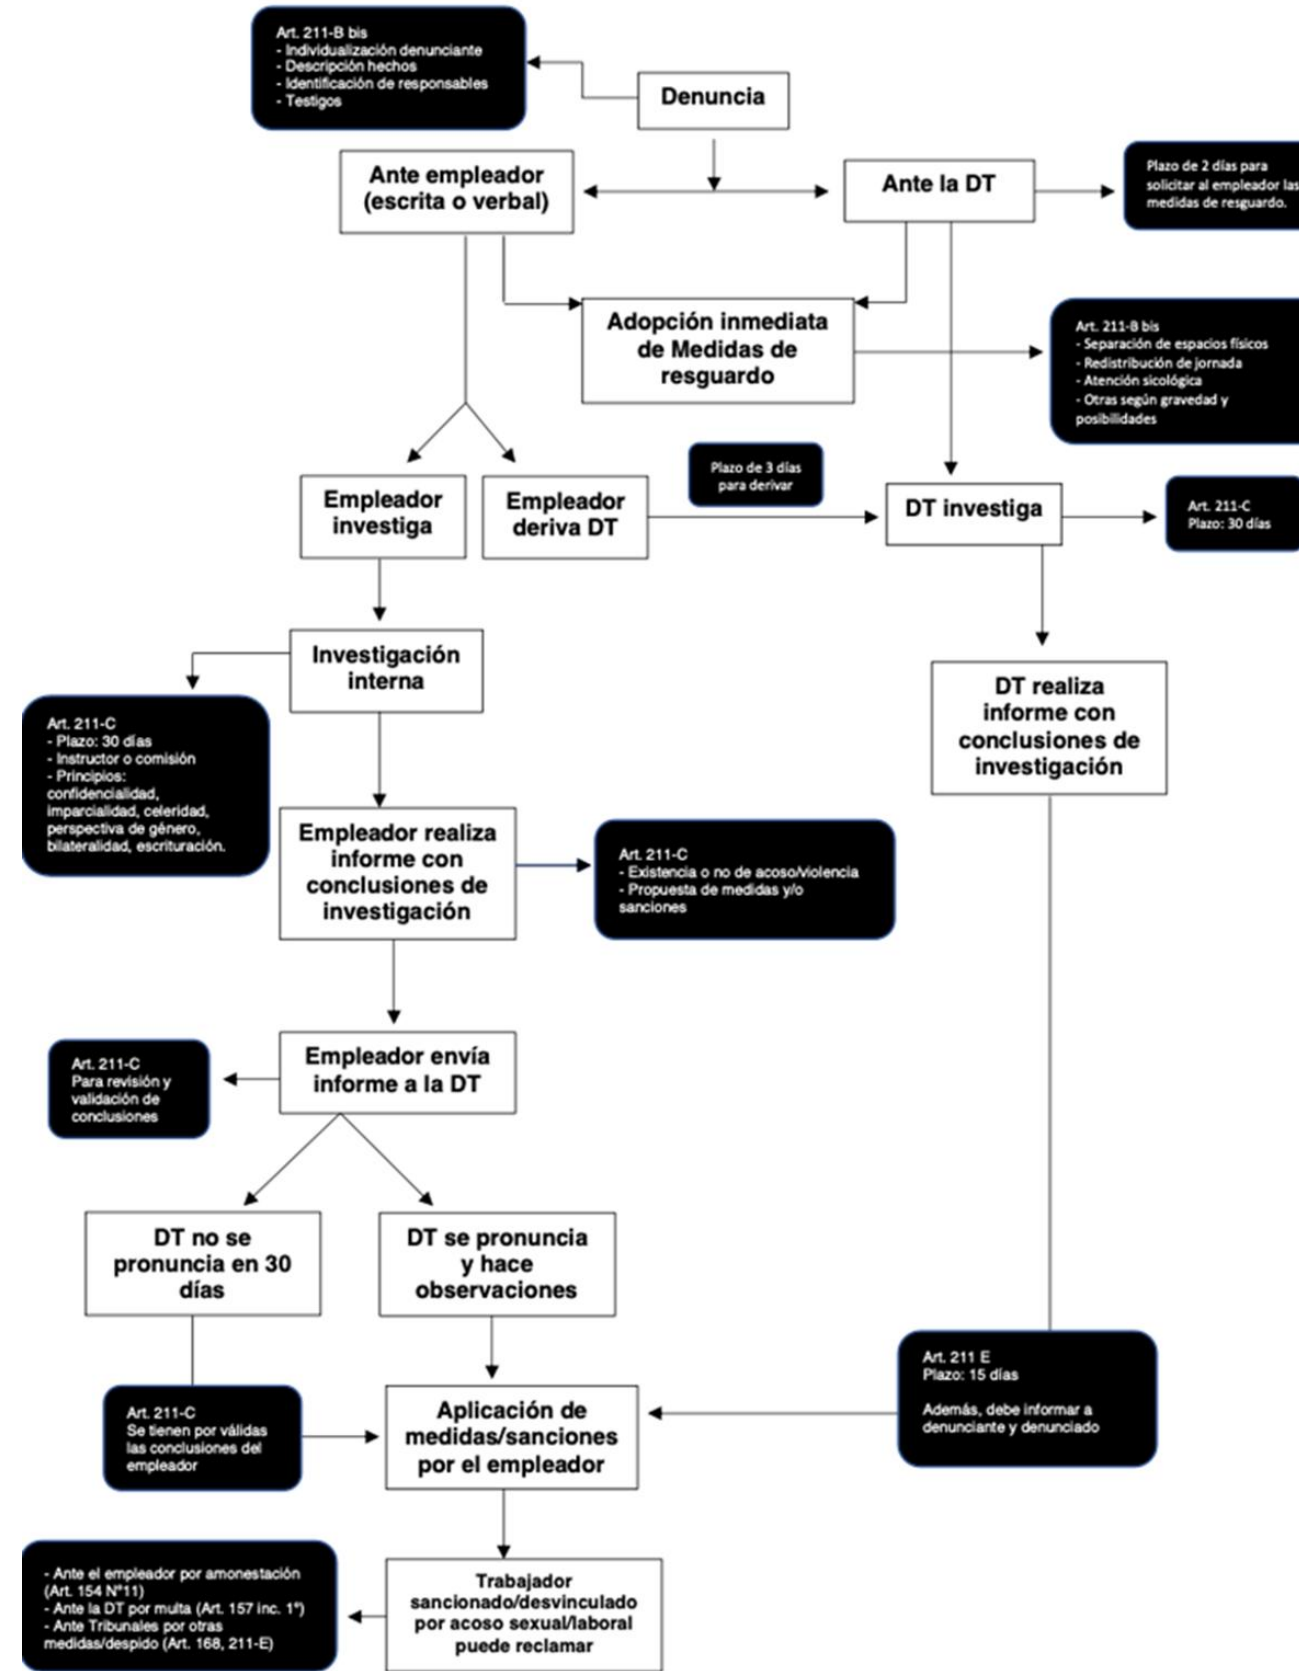 Art. 211-B bis
- Individualización denunciante
- Descripción hechos
- Identificación de responsables
- Testigos
Denuncia
Ante empleador
(escrita o verbal)
Ante la DT
Plazo de 2 días para
solicitar al empleador las
medidas de resguardo.
Adopción inmediata
de Medidas de
resguardo
Art. 211-B bis
- Separación de espacios físicos
- Redistribución de jornada
- Atención sicológica
- Otras según gravedad y
posibilidades
Empleador
investiga
Empleador
deriva DT
Plazo de 3 días
para derivar
DT investiga
Art. 211-C
Plazo: 30 días
Investigación
interna
Art. 211-C
- Plazo: 30 días
- Instructor o comisión
- Principios:
confidencialidad,
imparcialidad, celeridad,
perspectiva de género,
bilateralidad, escrituración.
DT realiza
informe con
conclusiones de
investigación
Empleador realiza
informe con
conclusiones de
investigación
Art. 211-C
- Existencia o no de acoso/violencia
- Propuesta de medidas y/o
sanciones
Empleador envía
informe a la DT
Art. 211-C
Para revisión y
validación de
conclusiones
DT no se
pronuncia en 30
días
DT se pronuncia
y hace
observaciones
Art. 211-C
Se tienen por válidas
las conclusiones del
empleador
Aplicación de
medidas/sanciones
por el empleador
Art. 211 E
Plazo: 15 días
Además, debe informar a
denunciante y denunciado
- Ante el empleador por amonestación
(Art. 154 N°11)
- Ante la DT por multa (Art. 157 inc. 1°)
- Ante Tribunales por otras
medidas/despido (Art. 168, 211-E)
Trabajador
sancionado/desvinculado
por acoso sexual/laboral
puede reclamar